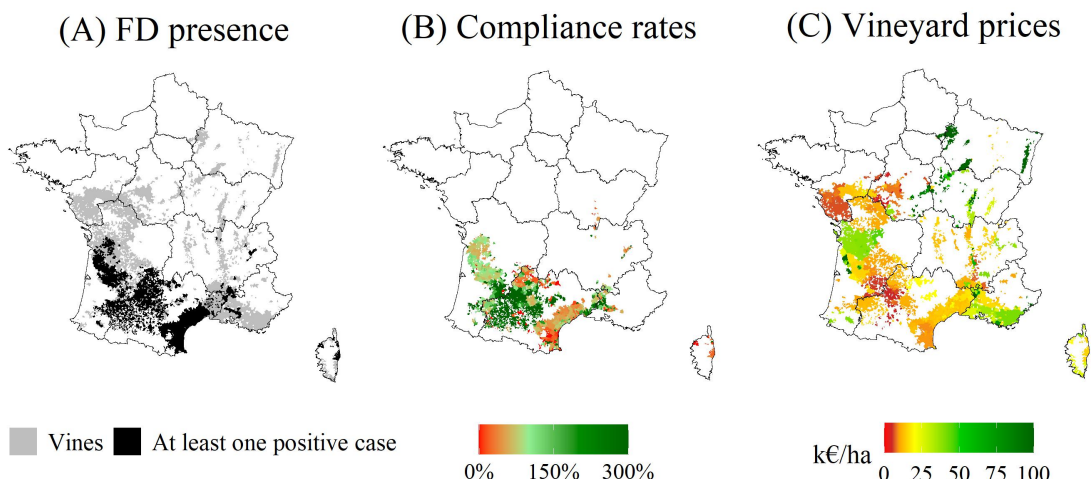 (A) FD presence
(B) Compliance rates
(C) Vineyard prices
Vines
At least one positive case
0%
150%
300%
k€/ha
0
25
50
75
100